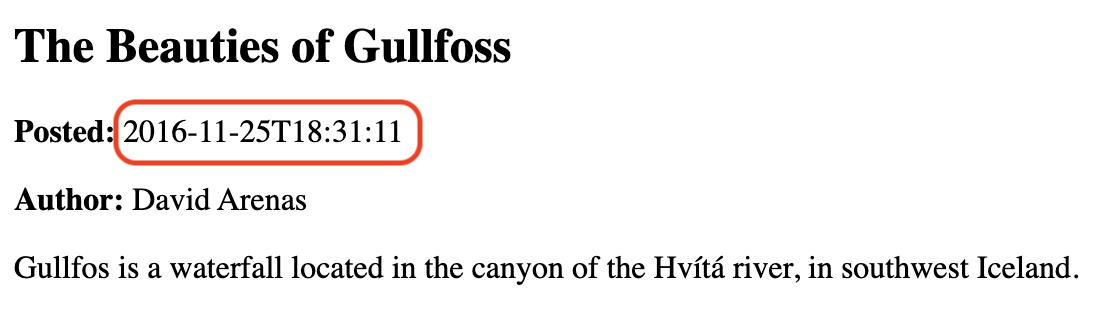 The Beauties of Gullfoss
Posted: 2016-11-25T18:31:11
Author: David Arenas
Gullfos is a waterfall located in the canyon of the Hvítá river, in southwest Iceland.